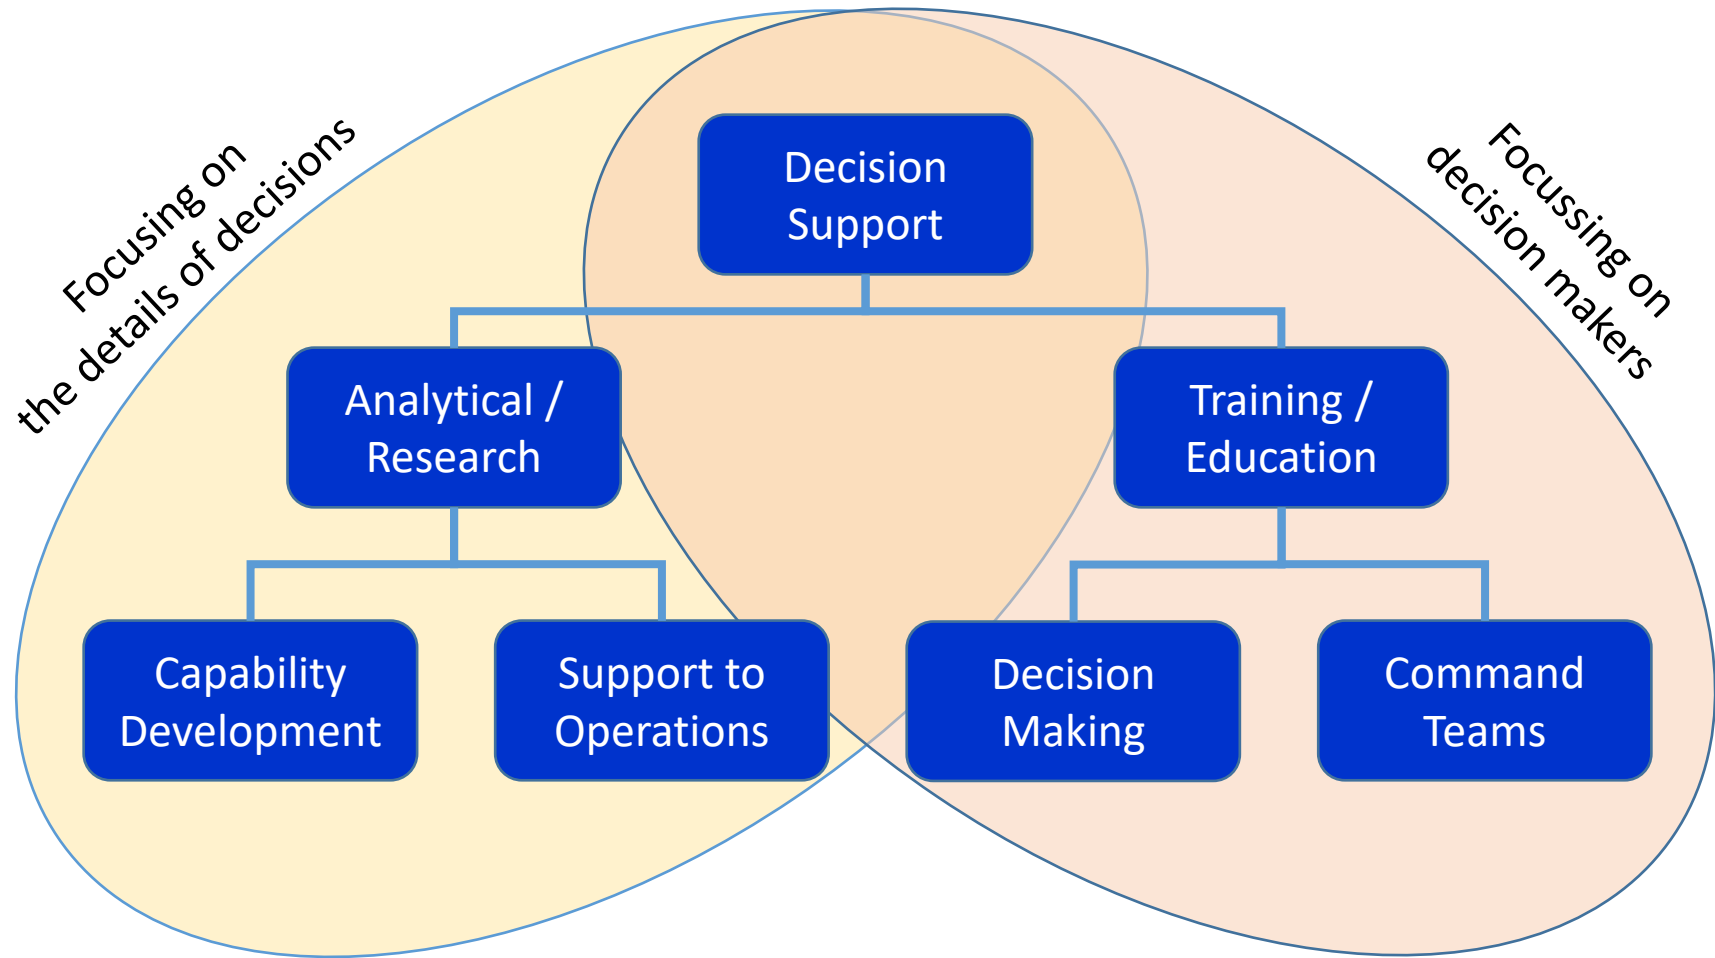 Focusing on
the details of decisions
Focussing on
decision makers
Decision
Support
Analytical /
Research
Training /
Education
Capability
Development
Support to
Operations
Decision
Making
Command
Teams